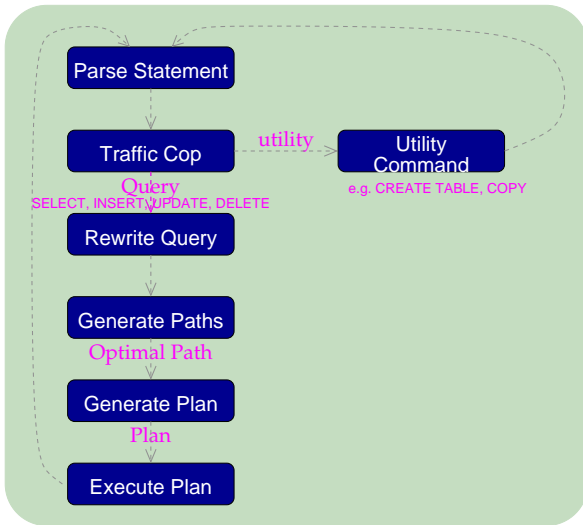 Parse Statement
Traffic Cop
utility
Utility
Command
e.g. CREATE TABLE, COPY
Query
SELECT, INSERT, UPDATE, DELETE
Rewrite Query
Generate Paths
Optimal Path
Generate Plan
Plan
Execute Plan